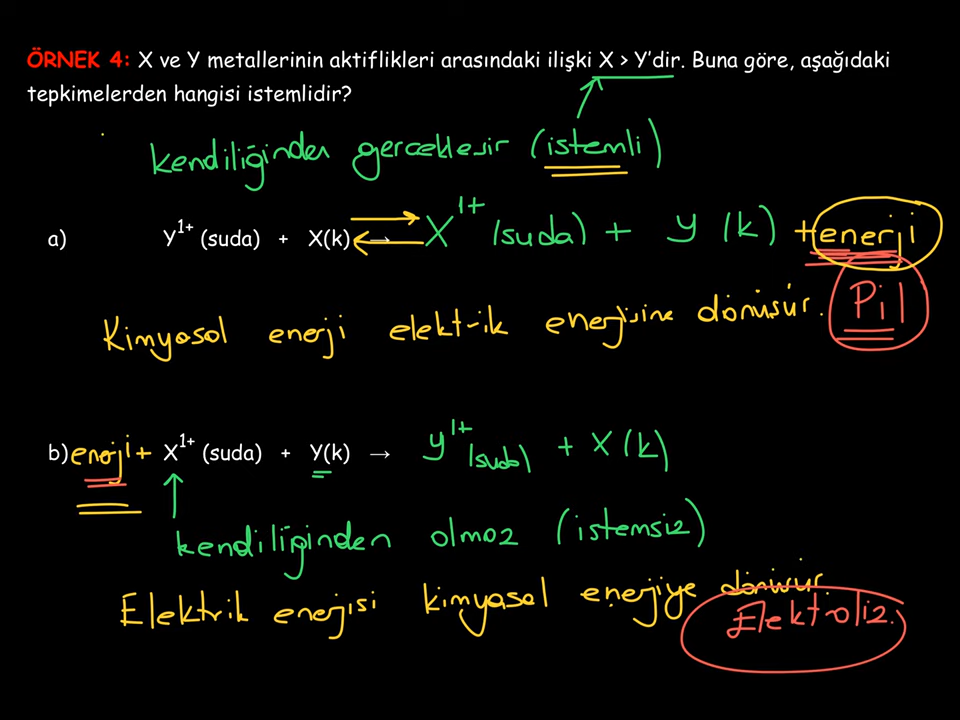 ÖRNEK 4: X ve Y metallerinin aktiflikleri arasındaki ilişki X > Y'dir. Buna göre, aşağıdaki
tepkimelerden hangisi istemlidir?
kendiliğinden gerçekleşir (istemli)
a) Y¹⁺ (suda) + X(k) → X¹⁺ (suda) + Y (k) + enerji
Kimyasal enerji elektrik enerjisine dönüşür. Pil
b) enerji + X¹⁺ (suda) + Y(k) → Y¹⁺ (suda) + X (k)
kendiliğinden olmaz (istemsiz)
Elektrik enerjisi kimyasal enerjiye dönüşür.
Elektroliz.